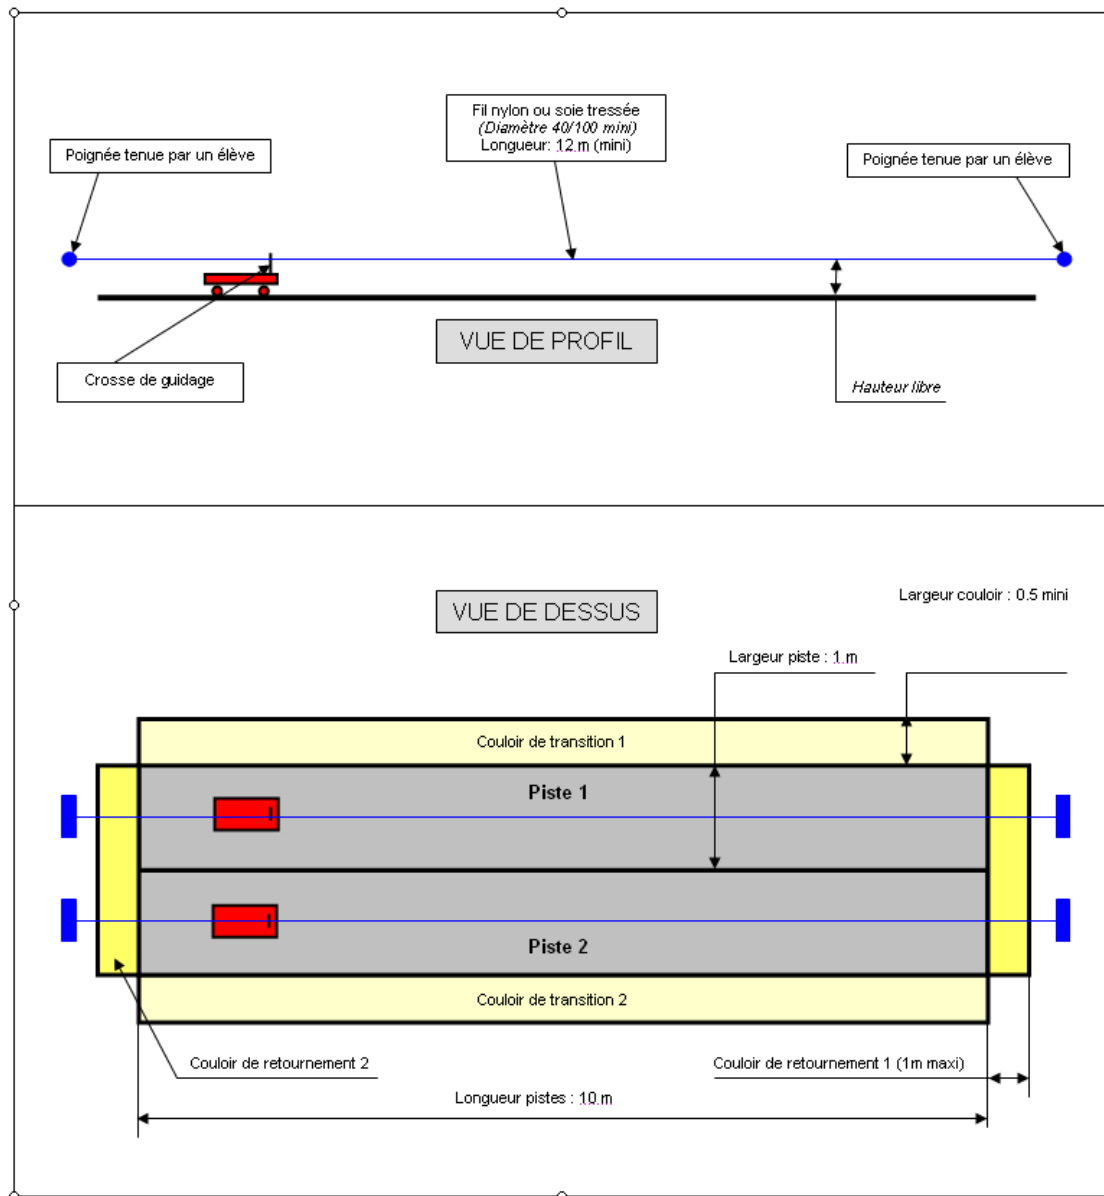 Fil nylon ou soie tressée
(Diamètre 40/100 mini)
Longueur: 12 m (mini)
Poignée tenue par un élève
Poignée tenue par un élève
VUE DE PROFIL
Crosse de guidage
Hauteur libre
VUE DE DESSUS
Largeur couloir : 0.5 mini
Largeur piste : 1 m
Couloir de transition 1
Piste 1
Piste 2
Couloir de transition 2
Couloir de retournement 2
Couloir de retournement 1 (1m maxi)
Longueur pistes : 10 m